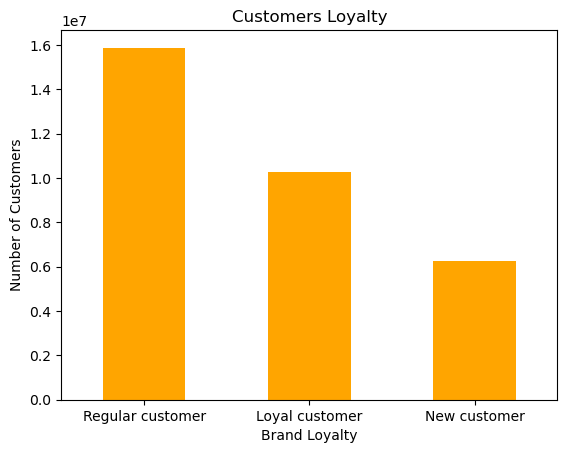 Customers Loyalty
1e7
1.6
1.4
1.2
1.0
0.8
0.6
0.4
0.2
0.0
Number of Customers
Regular customer Loyal customer New customer
Brand Loyalty